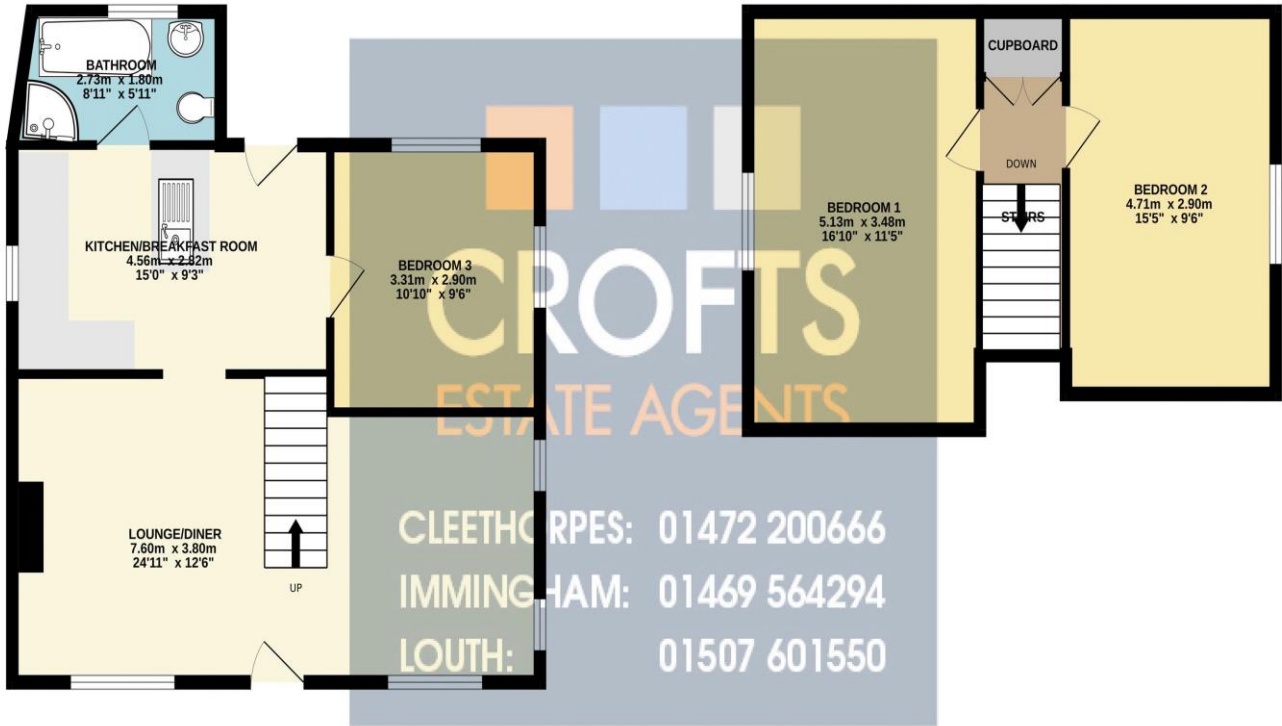 BATHROOM
2.73m x 1.80m
8'11" x 5'11"
KITCHEN/BREAKFAST ROOM
4.56m x 2.82m
15'0" x 9'3"
BEDROOM 3
3.31m x 2.90m
10'10" x 9'6"
LOUNGE/DINER
7.60m x 3.80m
24'11" x 12'6"
UP
CUPBOARD
DOWN
STAIRS
BEDROOM 1
5.13m x 3.48m
16'10" x 11'5"
BEDROOM 2
4.71m x 2.90m
15'5" x 9'6"
CROFTS
ESTATE AGENTS
CLEETHORPES: 01472 200666
IMMINGHAM: 01469 564294
LOUTH: 01507 601550